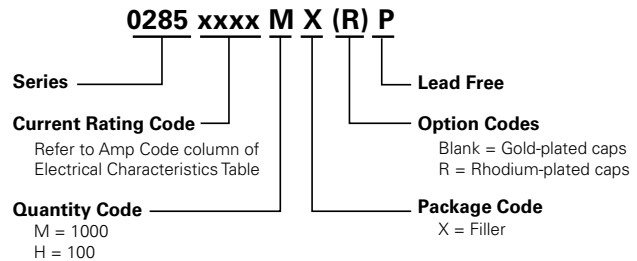 0285 xxxx M X (R) P
Series
Lead Free
Current Rating Code
Refer to Amp Code column of
Electrical Characteristics Table
Option Codes
Blank = Gold-plated caps
R = Rhodium-plated caps
Quantity Code
M = 1000
H = 100
Package Code
X = Filler